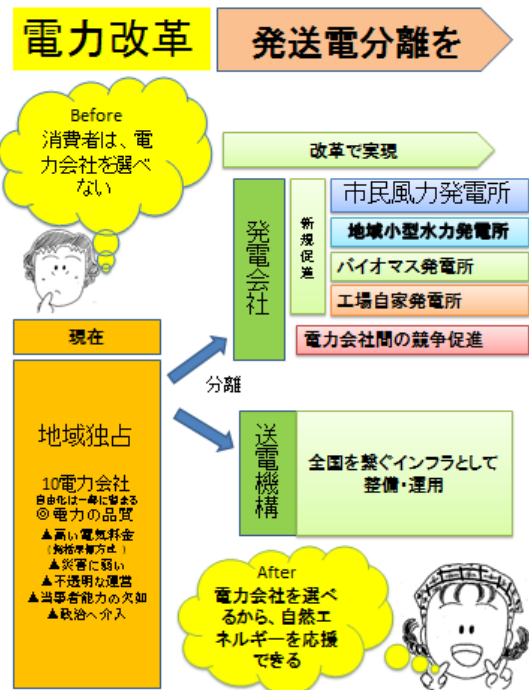 電力改革
発送電分離を
Before
消費者は、電
力会社を選べ
ない
改革で実現
発電会社
新規促進
市民風力発電所
地域小型水力発電所
バイオマス発電所
工場自家発電所
電力会社間の競争促進
現在
分離
地域独占
10電力会社
自由化は一部に留まる
◎電力の品質
▲高い電気料金
(総括原価方式)
▲災害に弱い
▲不透明な運営
▲当事者能力の欠如
▲政治へ介入
送電機構
全国を繋ぐインフラとして
整備・運用
After
電力会社を選べ
るから、自然エ
ネルギーを応援
できる